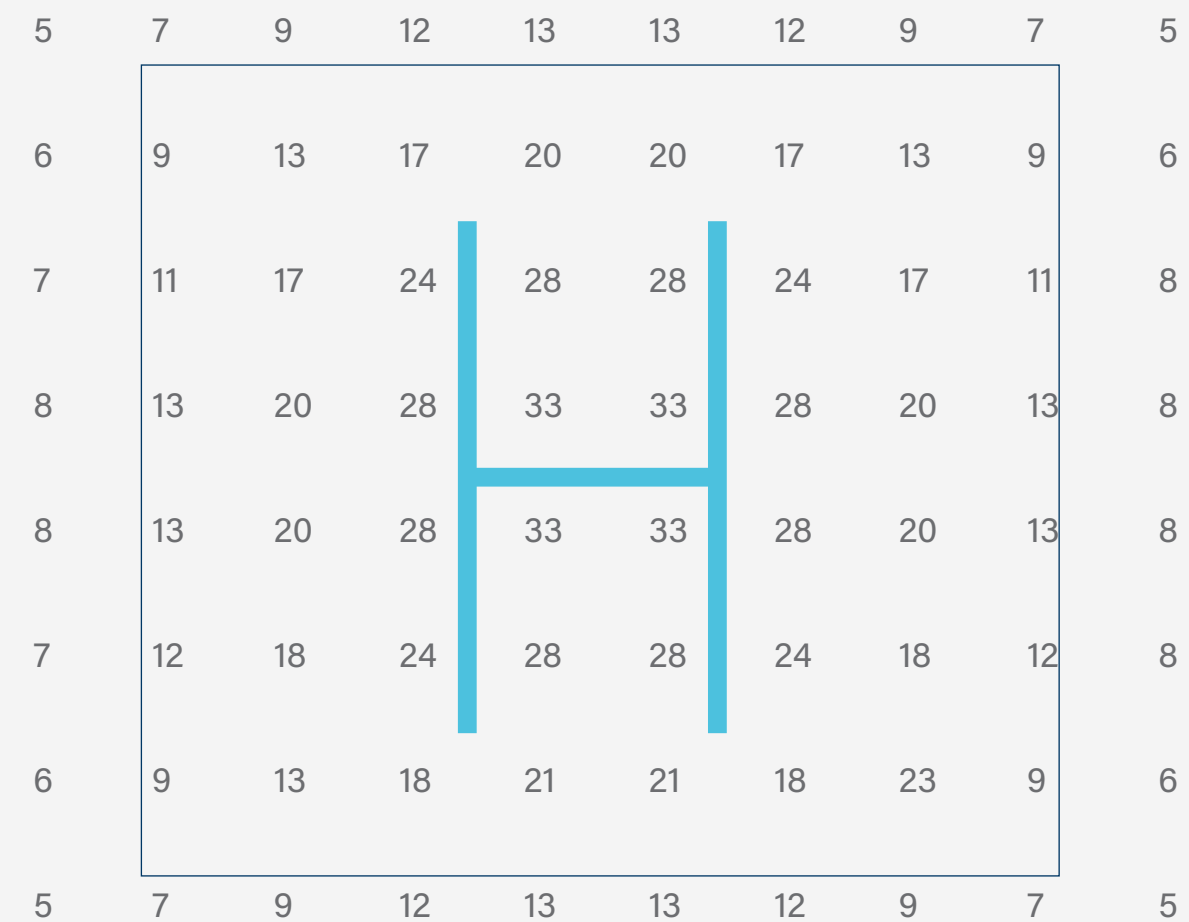 5 7 9 12 13 13 12 9 7 5
6 9 13 17 20 20 17 13 9 6
7 11 17 24 28 28 24 17 11 8
8 13 20 28 33 33 28 20 13 8
8 13 20 28 33 33 28 20 13 8
7 12 18 24 28 28 24 18 12 8
6 9 13 18 21 21 18 23 9 6
5 7 9 12 13 13 12 9 7 5